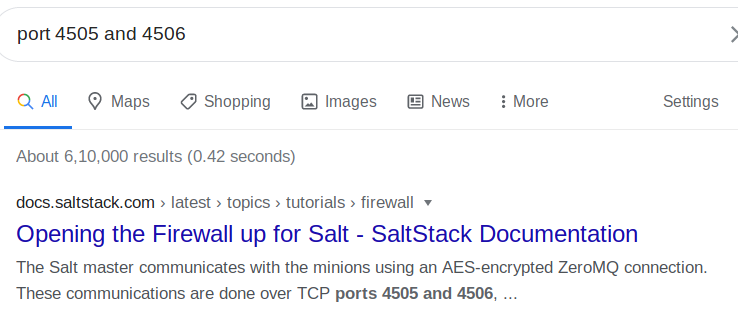 port 4505 and 4506
All Maps Shopping Images News More Settings
About 6,10,000 results (0.42 seconds)
docs.saltstack.com › latest › topics › tutorials › firewall
Opening the Firewall up for Salt - SaltStack Documentation
The Salt master communicates with the minions using an AES-encrypted ZeroMQ connection.
These communications are done over TCP ports 4505 and 4506, ...